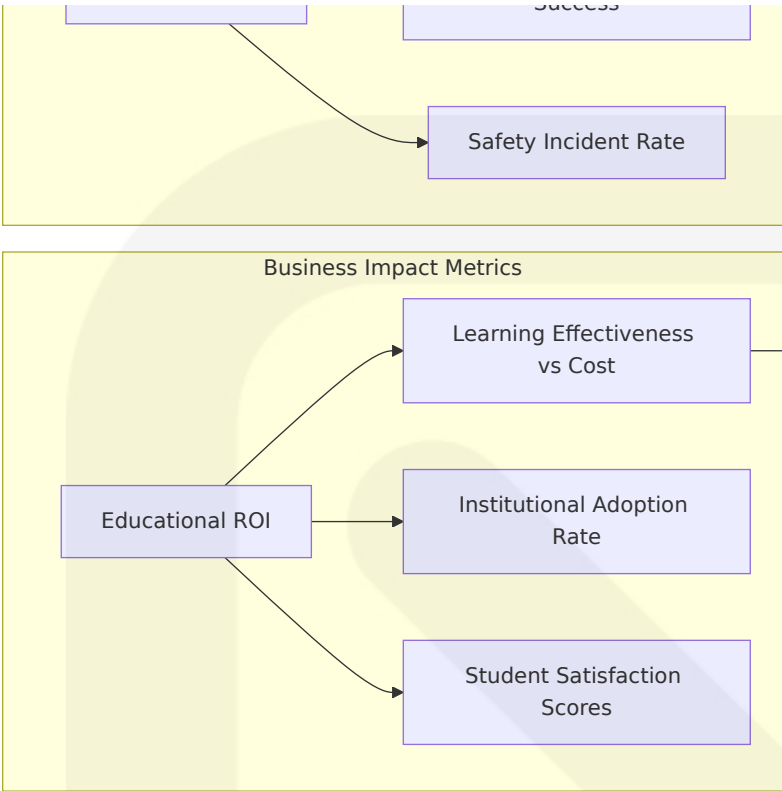 Success
Safety Incident Rate
Business Impact Metrics
Learning Effectiveness
vs Cost
Educational ROI
Institutional Adoption
Rate
Student Satisfaction
Scores